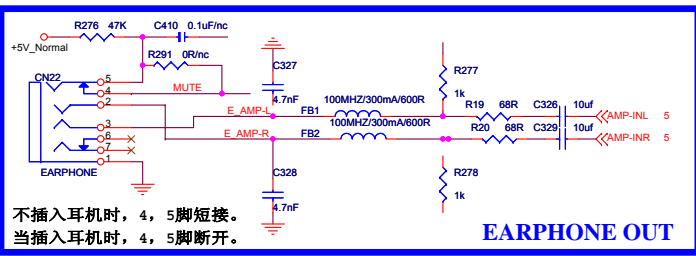 R276 47K C410 0.1uF/nc
+5V_Normal
R291 0R/nc
CN22
C327
R277
5
4 MUTE
2
4.7nF
100MHZ/300mA/600R
1k
R19 68R C326 10uf
3 E_AMP-L FB1
AMP-INL 5
100MHZ/300mA/600R
R20 68R C329 10uf
6 E_AMP-R FB2
AMP-INR 5
7
1
EARPHONE
C328
R278
4.7nF
1k
不插入耳机时，4，5脚短接。
当插入耳机时，4，5脚断开。
EARPHONE OUT